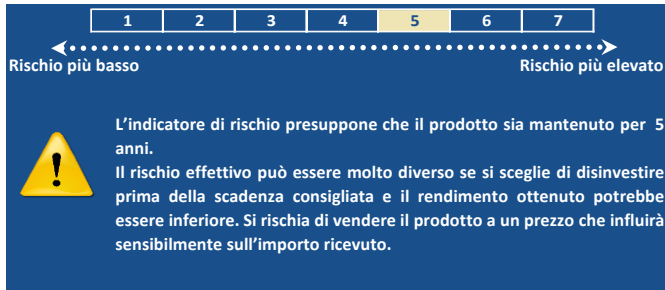 1 2 3 4 5 6 7
Rischio più basso Rischio più elevato
L'indicatore di rischio presuppone che il prodotto sia mantenuto per 5
anni.
Il rischio effettivo può essere molto diverso se si sceglie di disinvestire
prima della scadenza consigliata e il rendimento ottenuto potrebbe
essere inferiore. Si rischia di vendere il prodotto a un prezzo che influirà
sensibilmente sull'importo ricevuto.